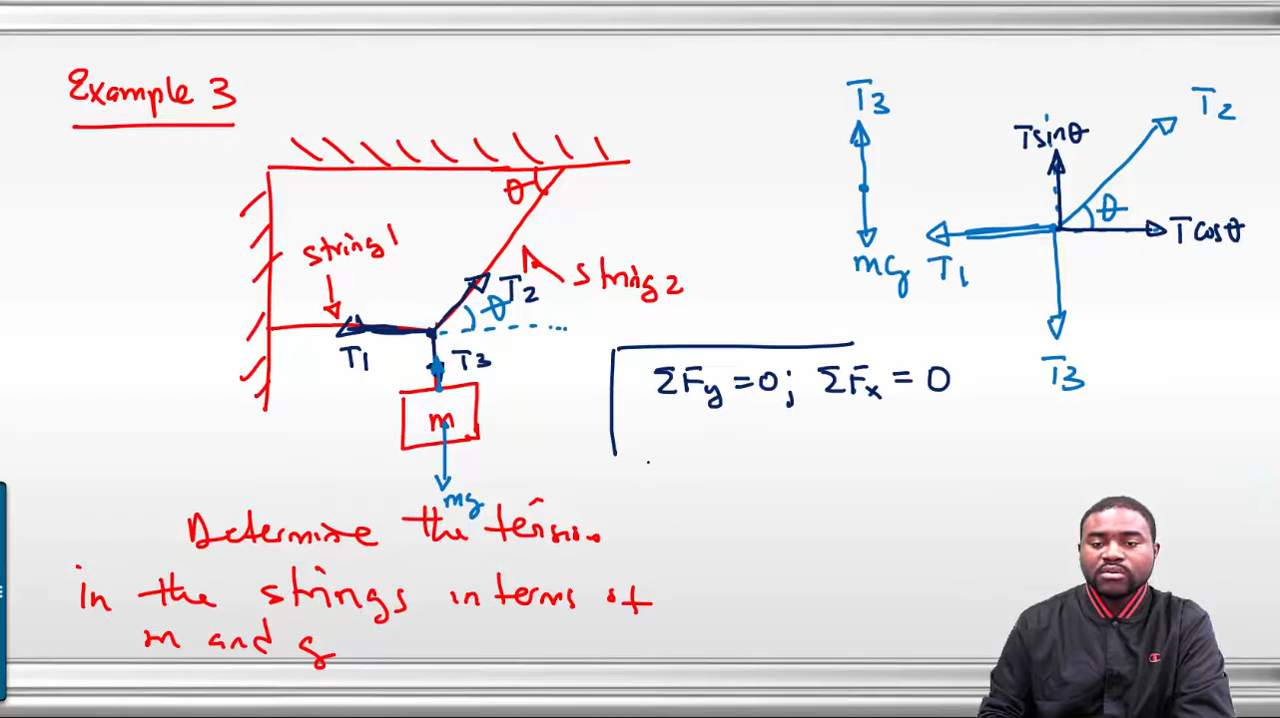 Example 3
θ
string 1
string 2
T2
θ
T1
T3
m
mg
Determine the tension
in the strings in terms of
m and g
T3
mg
T2
Tsinθ
θ
Tcosθ
T1
T3
ΣFy = 0; ΣFx = 0